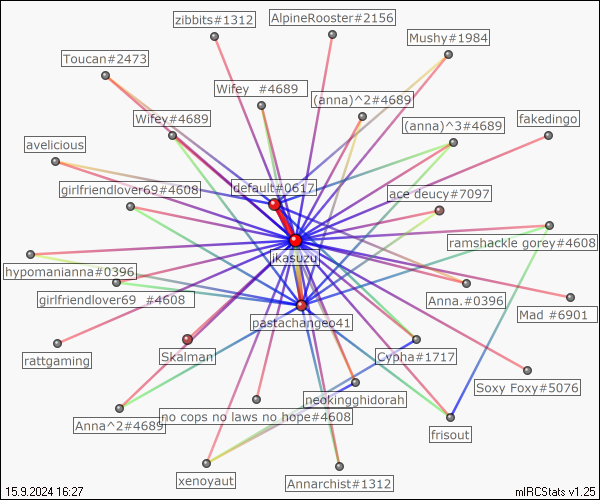 zibbits#1312
AlpineRooster#2156
Mushy#1984
Toucan#2473
Wifey #4689
(anna)^2#4689
Wifey#4689
(anna)^3#4689
fakedingo
avelicious
girlfriendlover69#4608
default#0617
ace deucy#7097
ramshackle gorey#4608
ikasuzu
hypomanianna#0396
girlfriendlover69 #4608
Anna.#0396
Mad #6901
pastachangeo41
rattgaming
Skalman
Cypha#1717
Soxy Foxy#5076
neokingghidorah
Anna^2#4689
no cops no laws no hope#4608
frisout
xenoyaut
Annarchist#1312
15.9.2024 16:27
mIRCStats v1.25